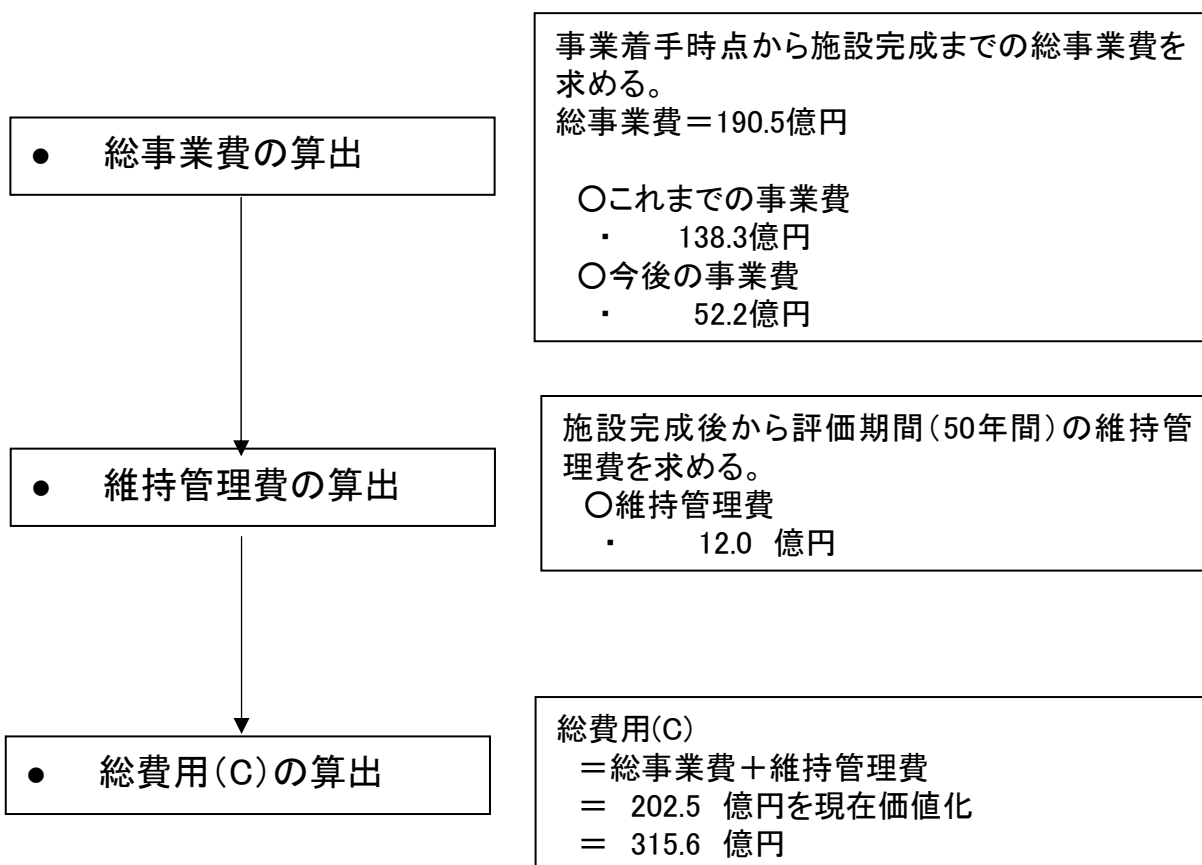 ● 総事業費の算出
事業着手時点から施設完成までの総事業費を
求める。
総事業費＝190.5億円
○これまでの事業費
・ 138.3億円
○今後の事業費
・ 52.2億円
● 維持管理費の算出
施設完成後から評価期間（50年間）の維持管
理費を求める。
○維持管理費
・ 12.0 億円
● 総費用（C）の算出
総費用(C)
＝総事業費＋維持管理費
＝ 202.5 億円を現在価値化
＝ 315.6 億円